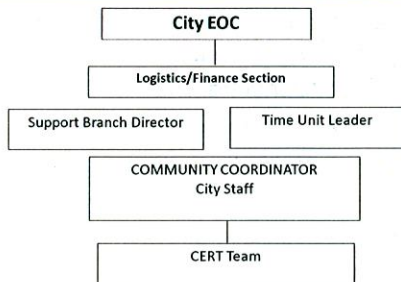 City EOC
Logistics/Finance Section
Support Branch Director
Time Unit Leader
COMMUNITY COORDINATOR
City Staff
CERT Team